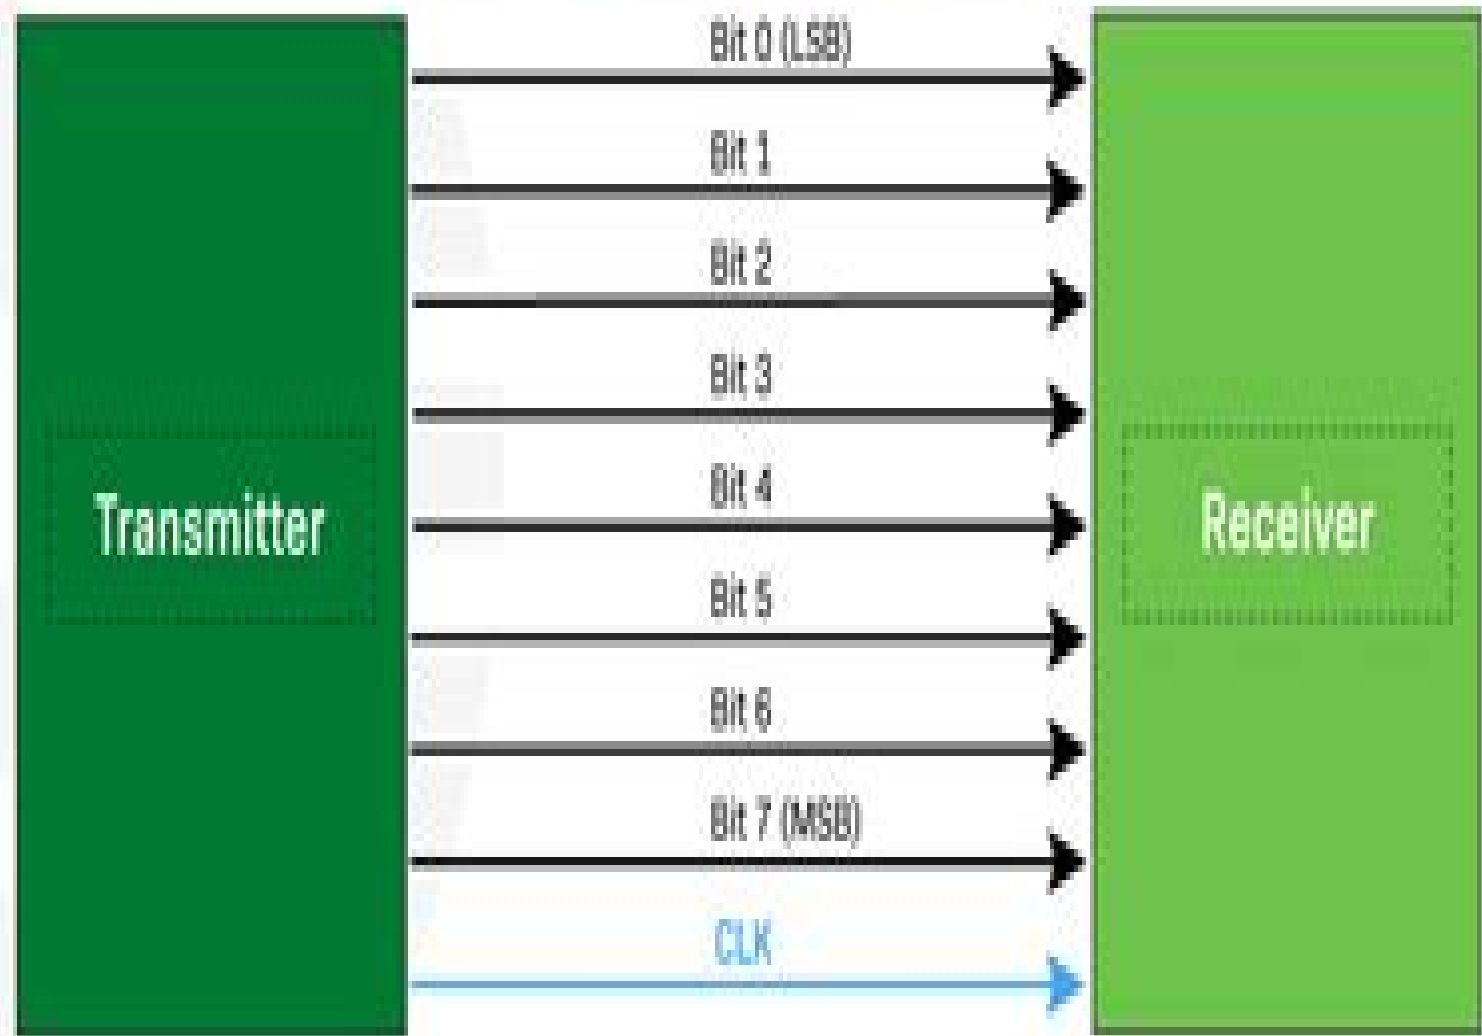 Bit 0 (LSB)
Bit 1
Bit 2
Bit 3
Bit 4
Bit 5
Bit 6
Bit 7 (MSB)
CLK
Transmitter
Receiver